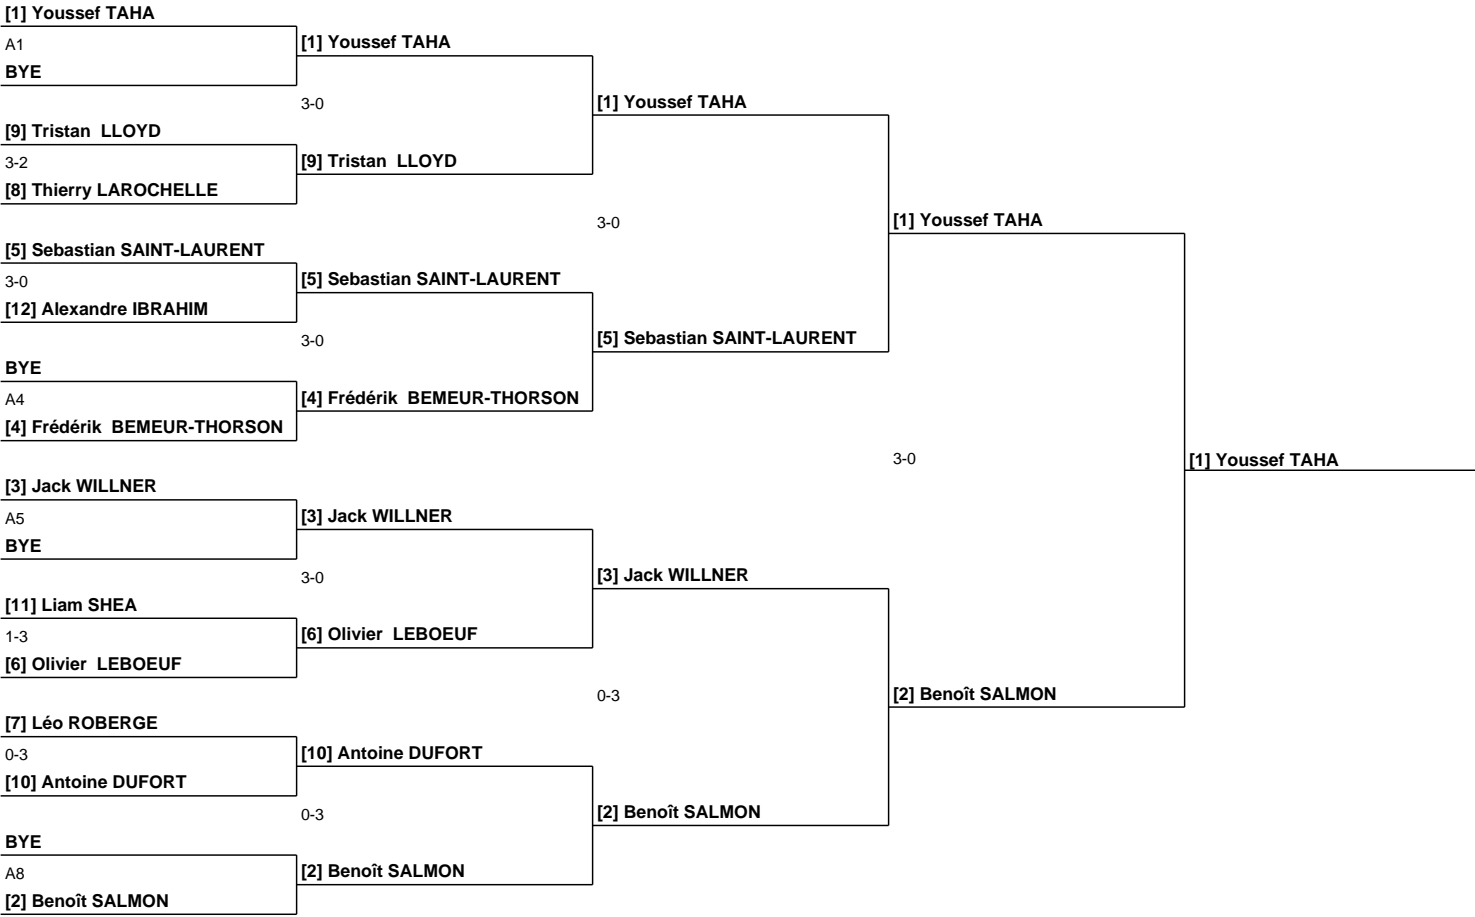 [1] Youssef TAHA
A1
BYE
[9] Tristan  LLOYD
3-2
[8] Thierry LAROCHELLE
[5] Sebastian SAINT-LAURENT
3-0
[12] Alexandre IBRAHIM
BYE
A4
[4] Frédérik  BEMEUR-THORSON
[3] Jack WILLNER
A5
BYE
[11] Liam SHEA
1-3
[6] Olivier  LEBOEUF
[7] Léo ROBERGE
0-3
[10] Antoine DUFORT
BYE
A8
[2] Benoît SALMON
[1] Youssef TAHA
3-0
[9] Tristan  LLOYD
[5] Sebastian SAINT-LAURENT
3-0
[4] Frédérik  BEMEUR-THORSON
[3] Jack WILLNER
3-0
[6] Olivier  LEBOEUF
[10] Antoine DUFORT
0-3
[2] Benoît SALMON
[1] Youssef TAHA
3-0
[5] Sebastian SAINT-LAURENT
[3] Jack WILLNER
0-3
[2] Benoît SALMON
[1] Youssef TAHA
3-0
[2] Benoît SALMON
[1] Youssef TAHA